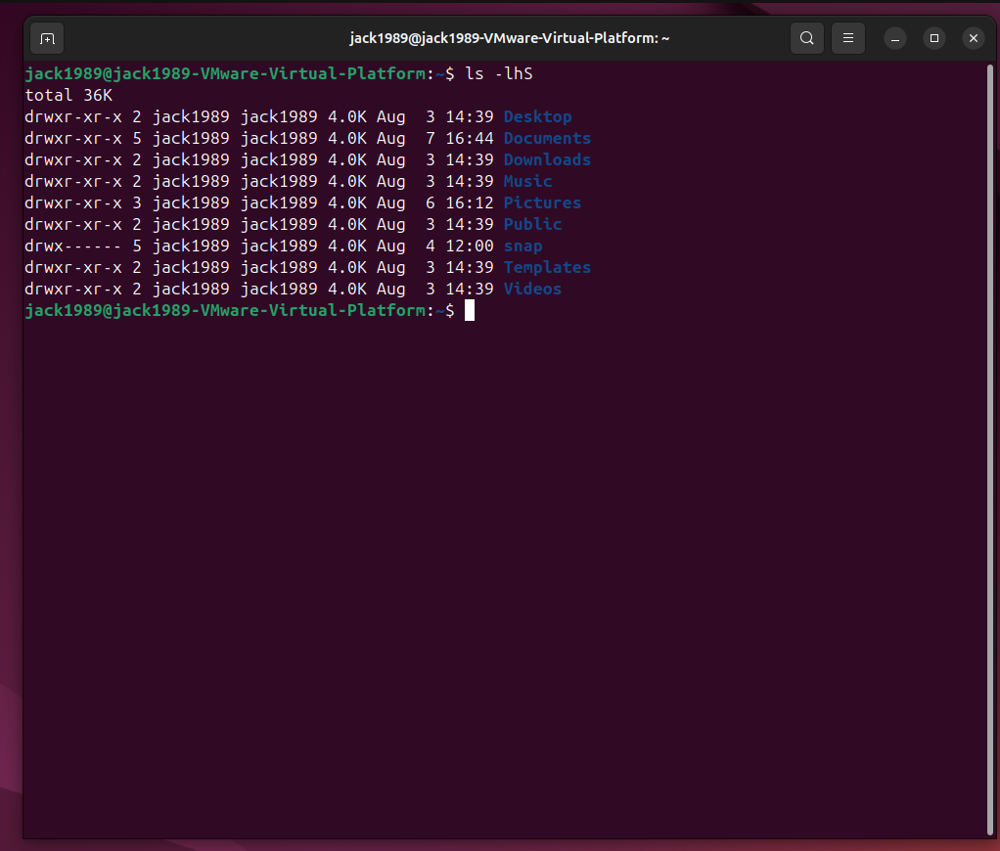 jack1989@jack1989-VMware-Virtual-Platform: ~
jack1989@jack1989-VMware-Virtual-Platform:~$ ls -lhS
total 36K
drwxr-xr-x 2 jack1989 jack1989 4.0K Aug  3 14:39 Desktop
drwxr-xr-x 5 jack1989 jack1989 4.0K Aug  7 16:44 Documents
drwxr-xr-x 2 jack1989 jack1989 4.0K Aug  3 14:39 Downloads
drwxr-xr-x 2 jack1989 jack1989 4.0K Aug  3 14:39 Music
drwxr-xr-x 3 jack1989 jack1989 4.0K Aug  6 16:12 Pictures
drwxr-xr-x 2 jack1989 jack1989 4.0K Aug  3 14:39 Public
drwx------ 5 jack1989 jack1989 4.0K Aug  4 12:00 snap
drwxr-xr-x 2 jack1989 jack1989 4.0K Aug  3 14:39 Templates
drwxr-xr-x 2 jack1989 jack1989 4.0K Aug  3 14:39 Videos
jack1989@jack1989-VMware-Virtual-Platform:~$